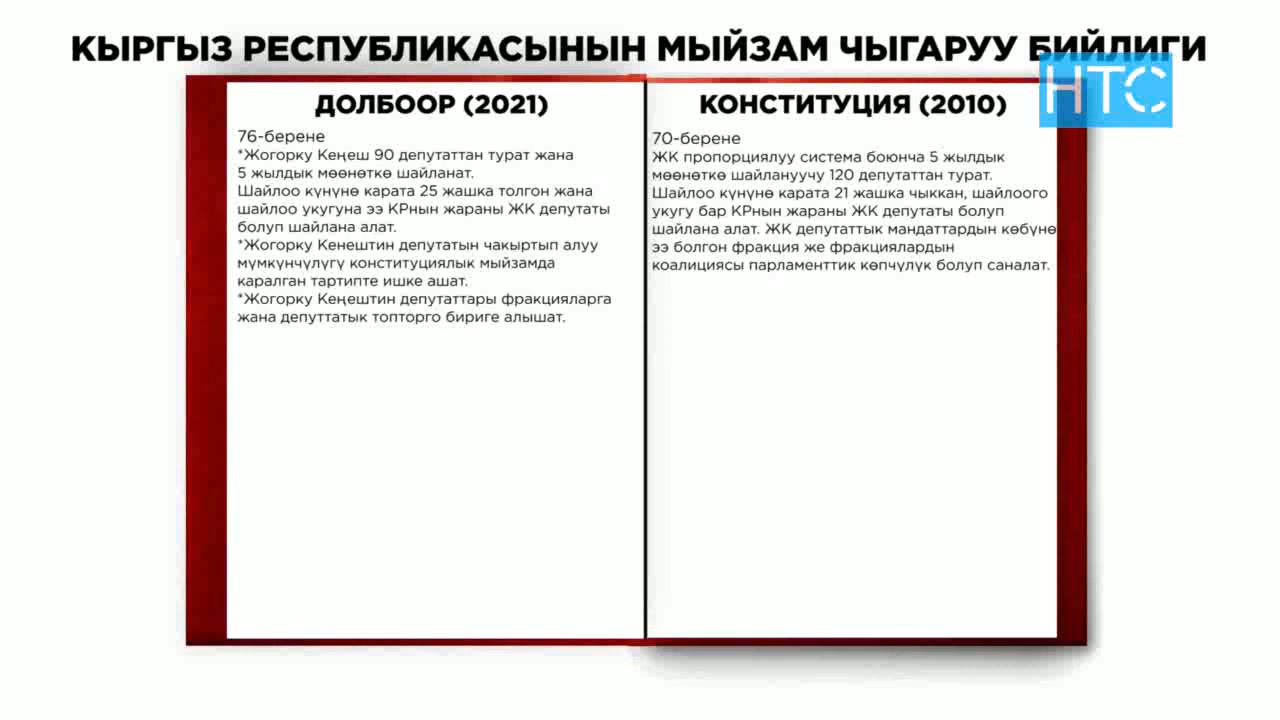 КЫРГЫЗ РЕСПУБЛИКАСЫНЫН МЫЙЗАМ ЧЫГАРУУ БИЙЛИГИ
НТС
ДОЛБООР (2021)
76-берене
*Жогорку Кеңеш 90 депутаттан турат жана
5 жылдык мөөнөткө шайланат.
Шайлоо күнүнө карата 25 жашка толгон жана
шайлоо укугуна ээ КРнын жараны ЖК депутаты
болуп шайлана алат.
*Жогорку Кенештин депутатын чакыртып алуу
мүмкүнчүлүгү конституциялык мыйзамда
каралган тартипте ишке ашат.
*Жогорку Кеңештин депутаттары фракцияларга
жана депуттатык топторго бириге алышат.
КОНСТИТУЦИЯ (2010)
70-берене
ЖК пропорциялуу система боюнча 5 жылдык
мөөнөткө шайлануучу 120 депутаттан турат.
Шайлоо күнүнө карата 21 жашка чыккан, шайлоого
укугу бар КРнын жараны ЖК депутаты болуп
шайлана алат. ЖК депутаттык мандаттардын көбүнө
ээ болгон фракция же фракциялардын
коалициясы парламенттик көпчүлүк болуп саналат.